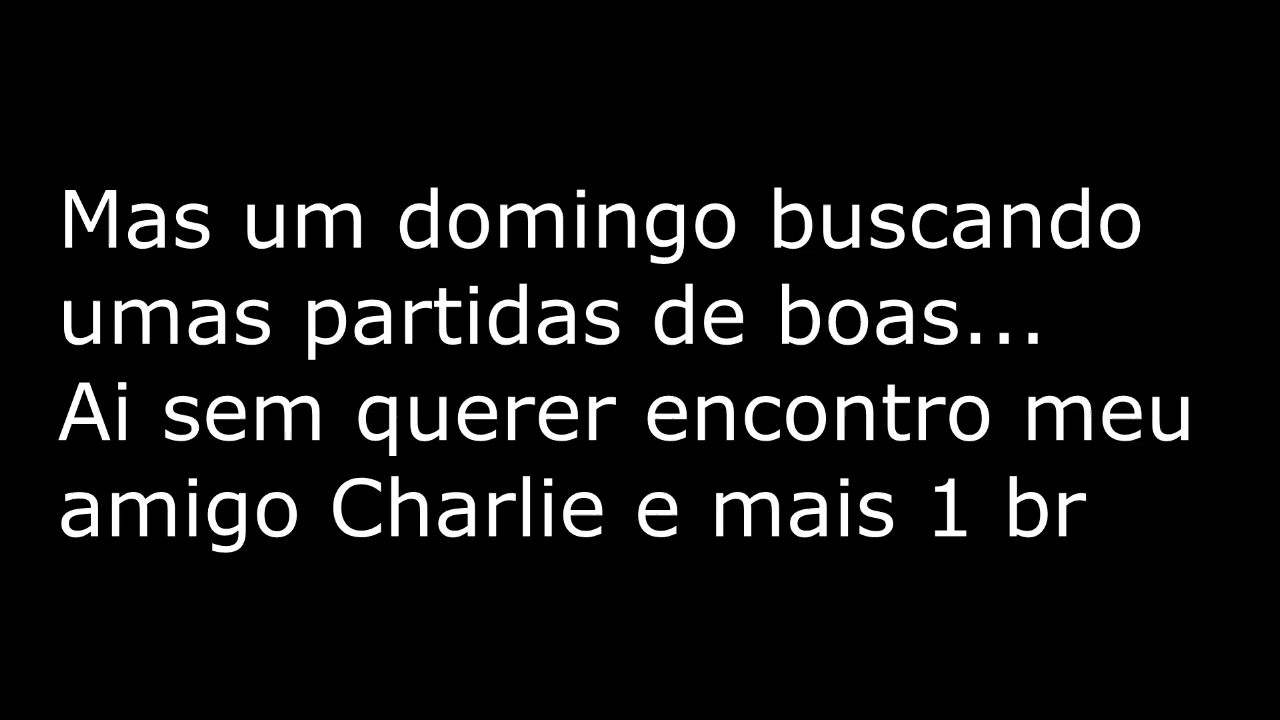 Mas um domingo buscando
umas partidas de boas...
Ai sem querer encontro meu
amigo Charlie e mais 1 br